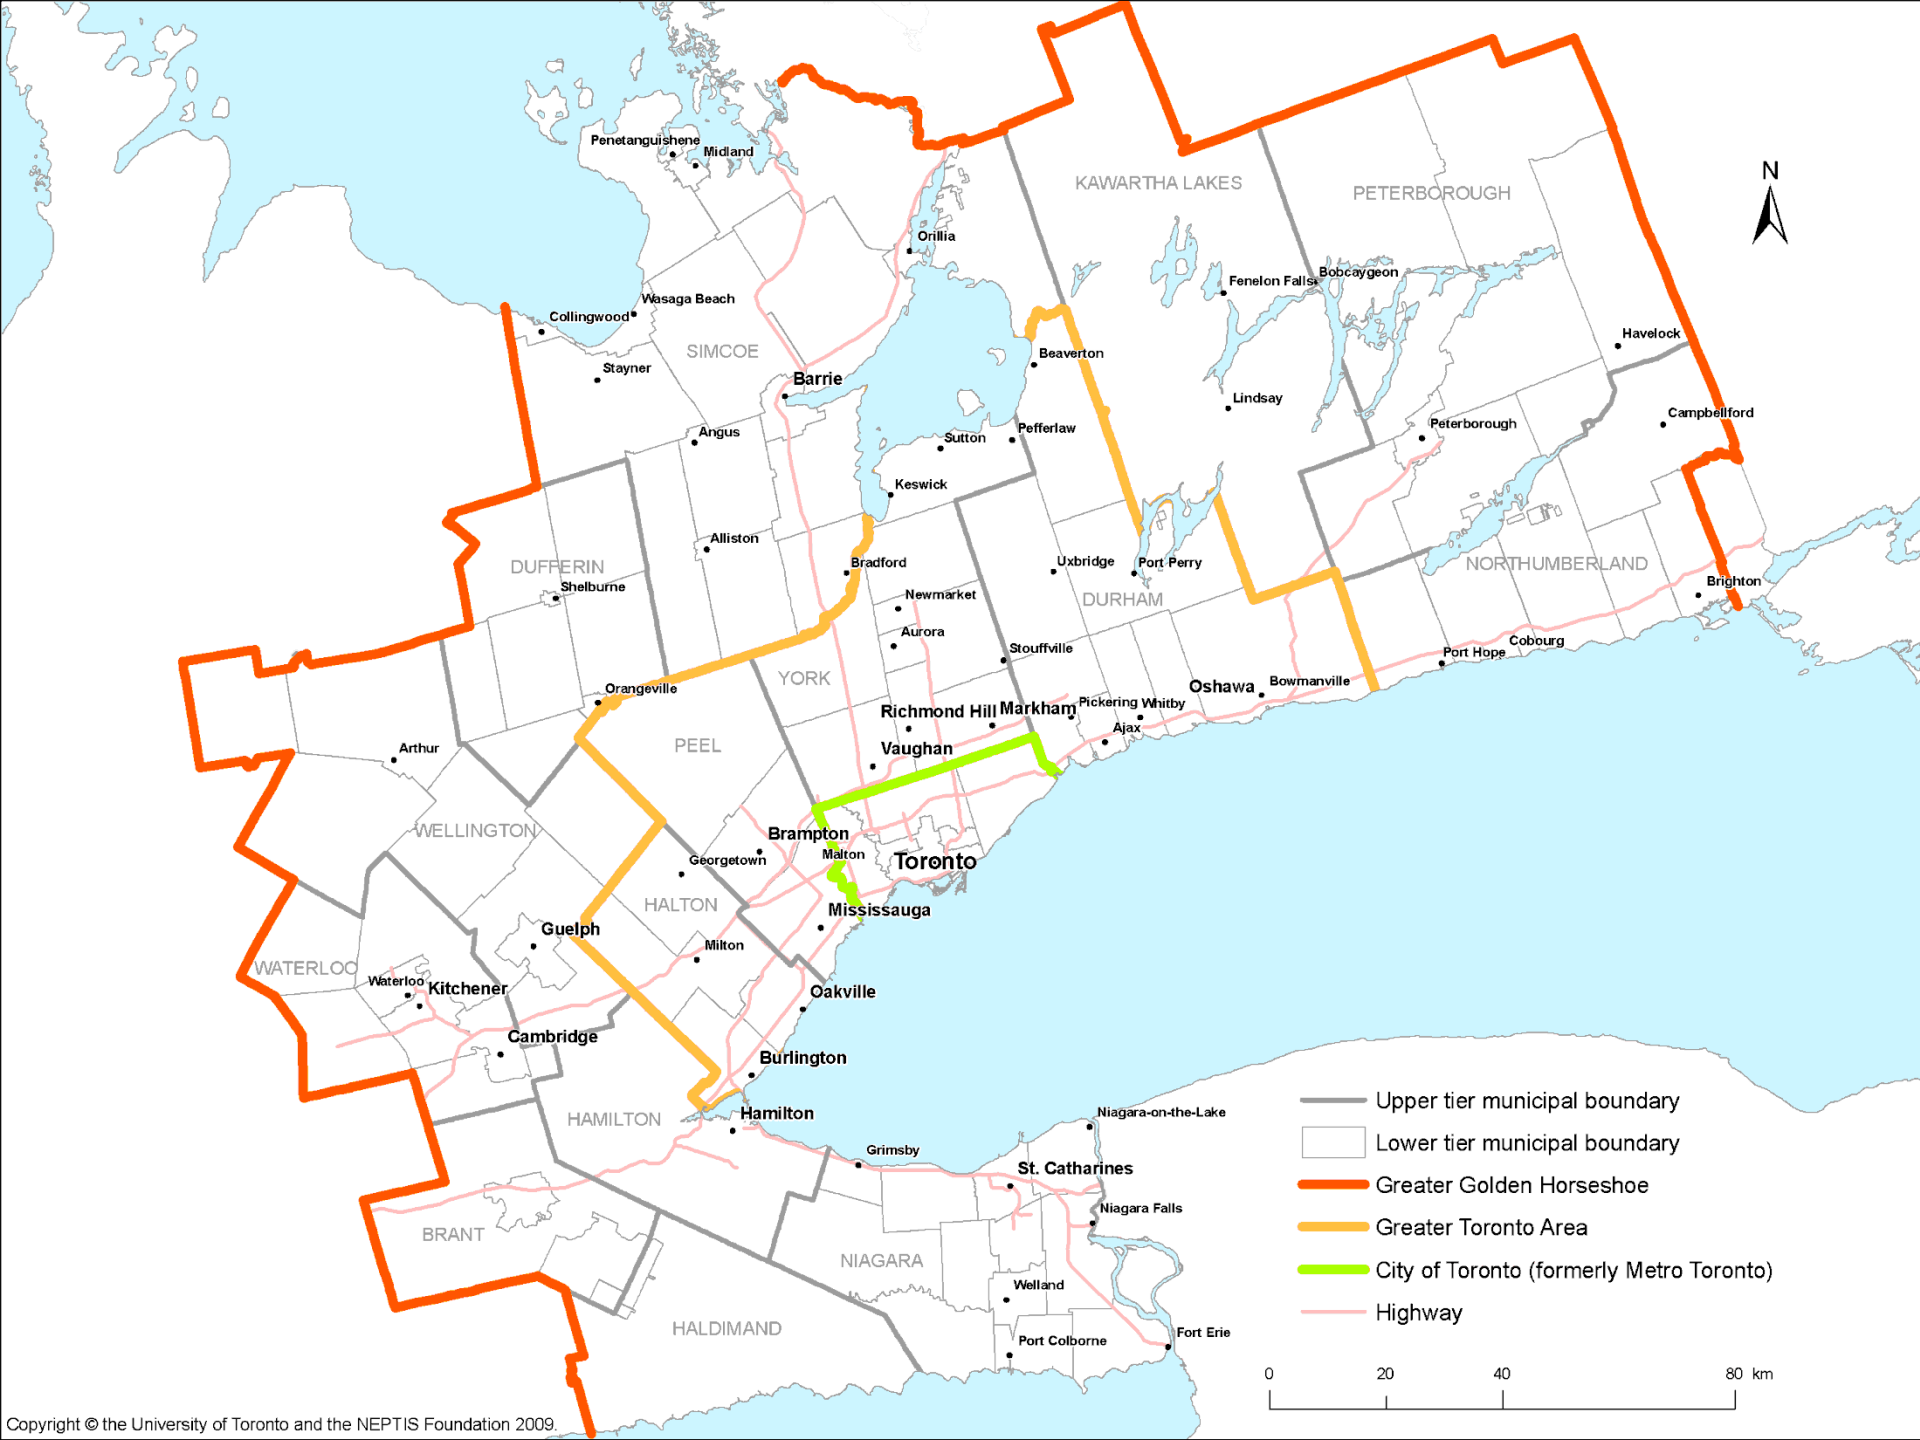 N
Penetanguishene
Midland
KAWARTHA LAKES
PETERBOROUGH
Orillia
Fenelon Falls
Bobcaygeon
Wasaga Beach
Collingwood
SIMCOE
Havelock
Beaverton
Stayner
Barrie
Lindsay
Campbellford
Angus
Sutton
Pefferlaw
Peterborough
Keswick
Alliston
DUFFERIN
Bradford
Uxbridge
Port Perry
NORTHUMBERLAND
Shelburne
Newmarket
DURHAM
Brighton
Aurora
Stouffville
Cobourg
Port Hope
YORK
Orangeville
Oshawa
Bowmanville
Richmond Hill
Markham
Pickering
Whitby
Ajax
PEEL
Arthur
Vaughan
WELLINGTON
Brampton
Malton
Georgetown
Toronto
HALTON
Mississauga
Guelph
Milton
WATERLOO
Waterloo
Kitchener
Oakville
Cambridge
Burlington
HAMILTON
Hamilton
Niagara-on-the-Lake
Grimsby
St. Catharines
Niagara Falls
BRANT
NIAGARA
Welland
HALDIMAND
Port Colborne
Fort Erie
Upper tier municipal boundary
Lower tier municipal boundary
Greater Golden Horseshoe
Greater Toronto Area
City of Toronto (formerly Metro Toronto)
Highway
0 20 40 80 km
Copyright © the University of Toronto and the NEPTIS Foundation 2009.